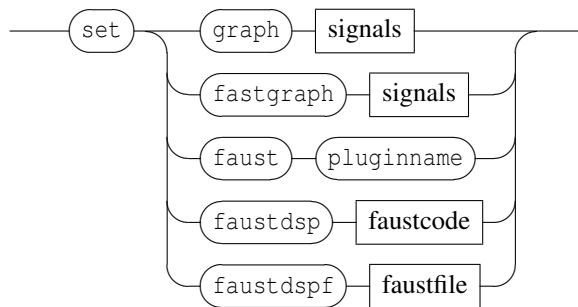 set graph signals
fastgraph signals
faust pluginname
faustdsp faustcode
faustdspf faustfile